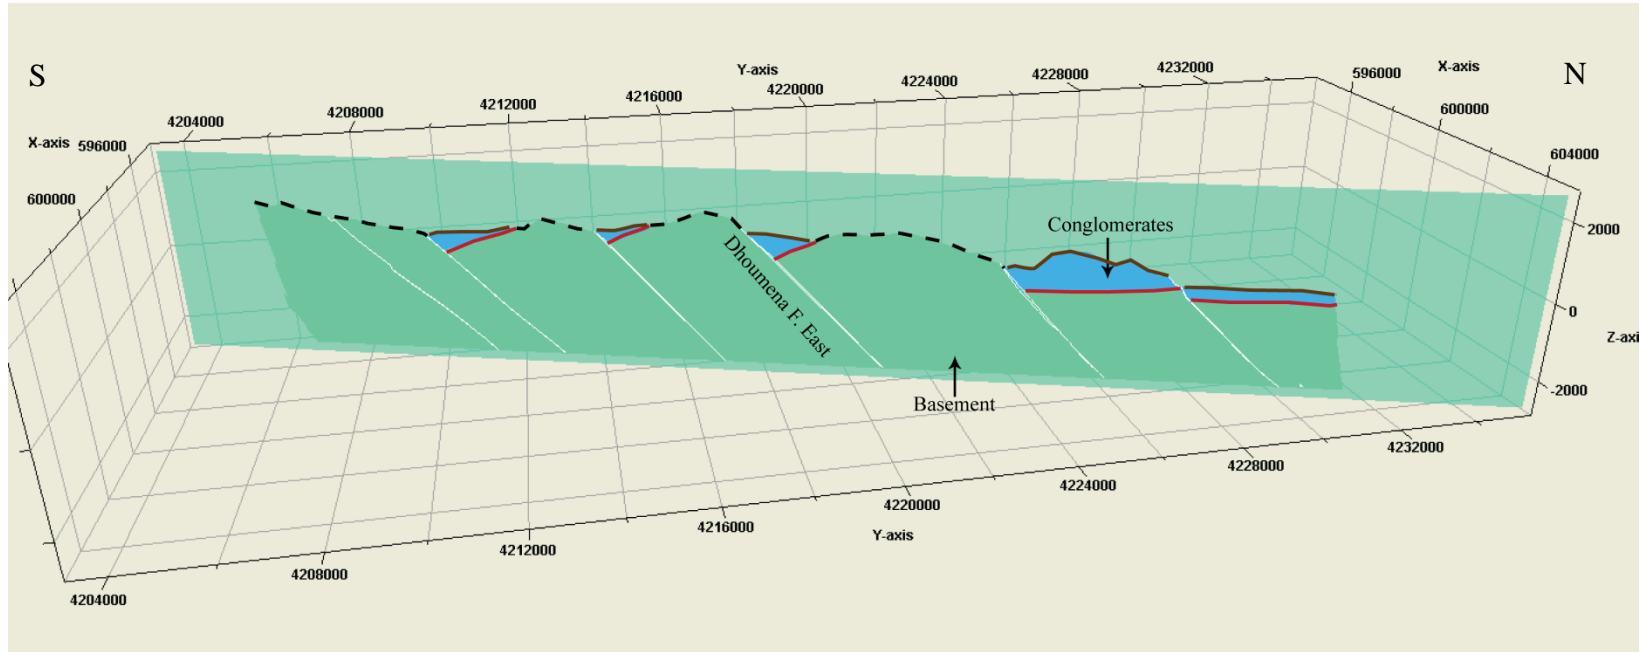 S
Y-axis
4204000
4208000
4212000
4216000
4220000
4224000
4228000
4232000
596000
X-axis
N
X-axis 596000
600000
600000
604000
Conglomerates
2000
Dhoumena F. East
0
Z-axi
-2000
Basement
4232000
4228000
4224000
4220000
4216000
Y-axis
4212000
4208000
4204000